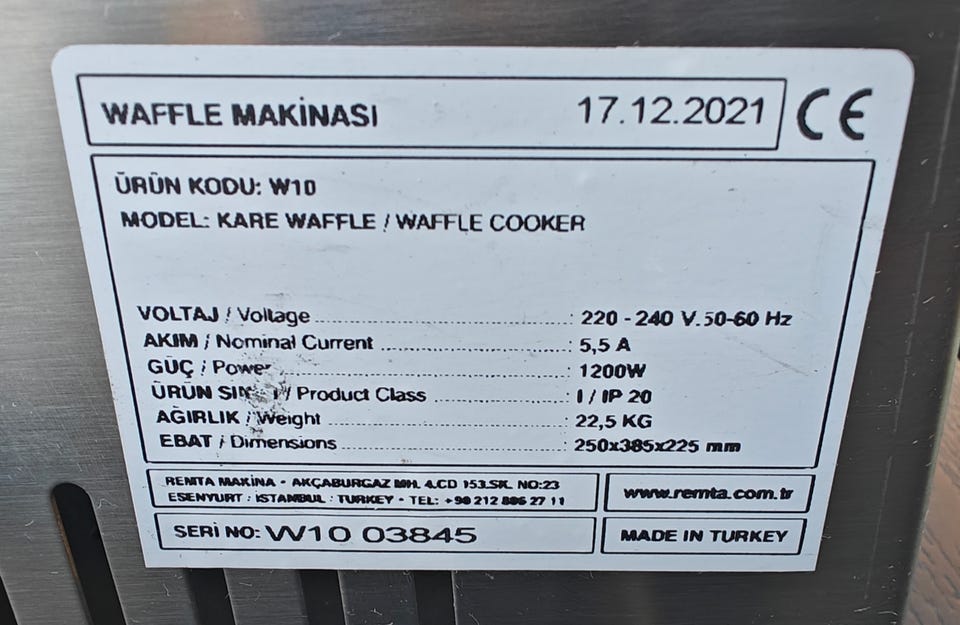 WAFFLE MAKİNASI 17.12.2021 CE
ÜRÜN KODU: W10
MODEL: KARE WAFFLE / WAFFLE COOKER
VOLTAJ / Voltage : 220 - 240 V.50-60 Hz
AKIM / Nominal Current : 5,5 A
GÜÇ / Power : 1200W
ÜRÜN / Product Class : I / IP 20
AĞIRLIK / Weight : 22,5 KG
EBAT / Dimensions : 250x385x225 mm
REMTA MAKİNA - AKÇABURGAZ MH. 4.CD 153.SK. NO:23
ESENYURT / İSTANBUL / TURKEY - TEL: +90 212 886 27 11
www.remta.com.tr
SERİ NO: W10 03845
MADE IN TURKEY